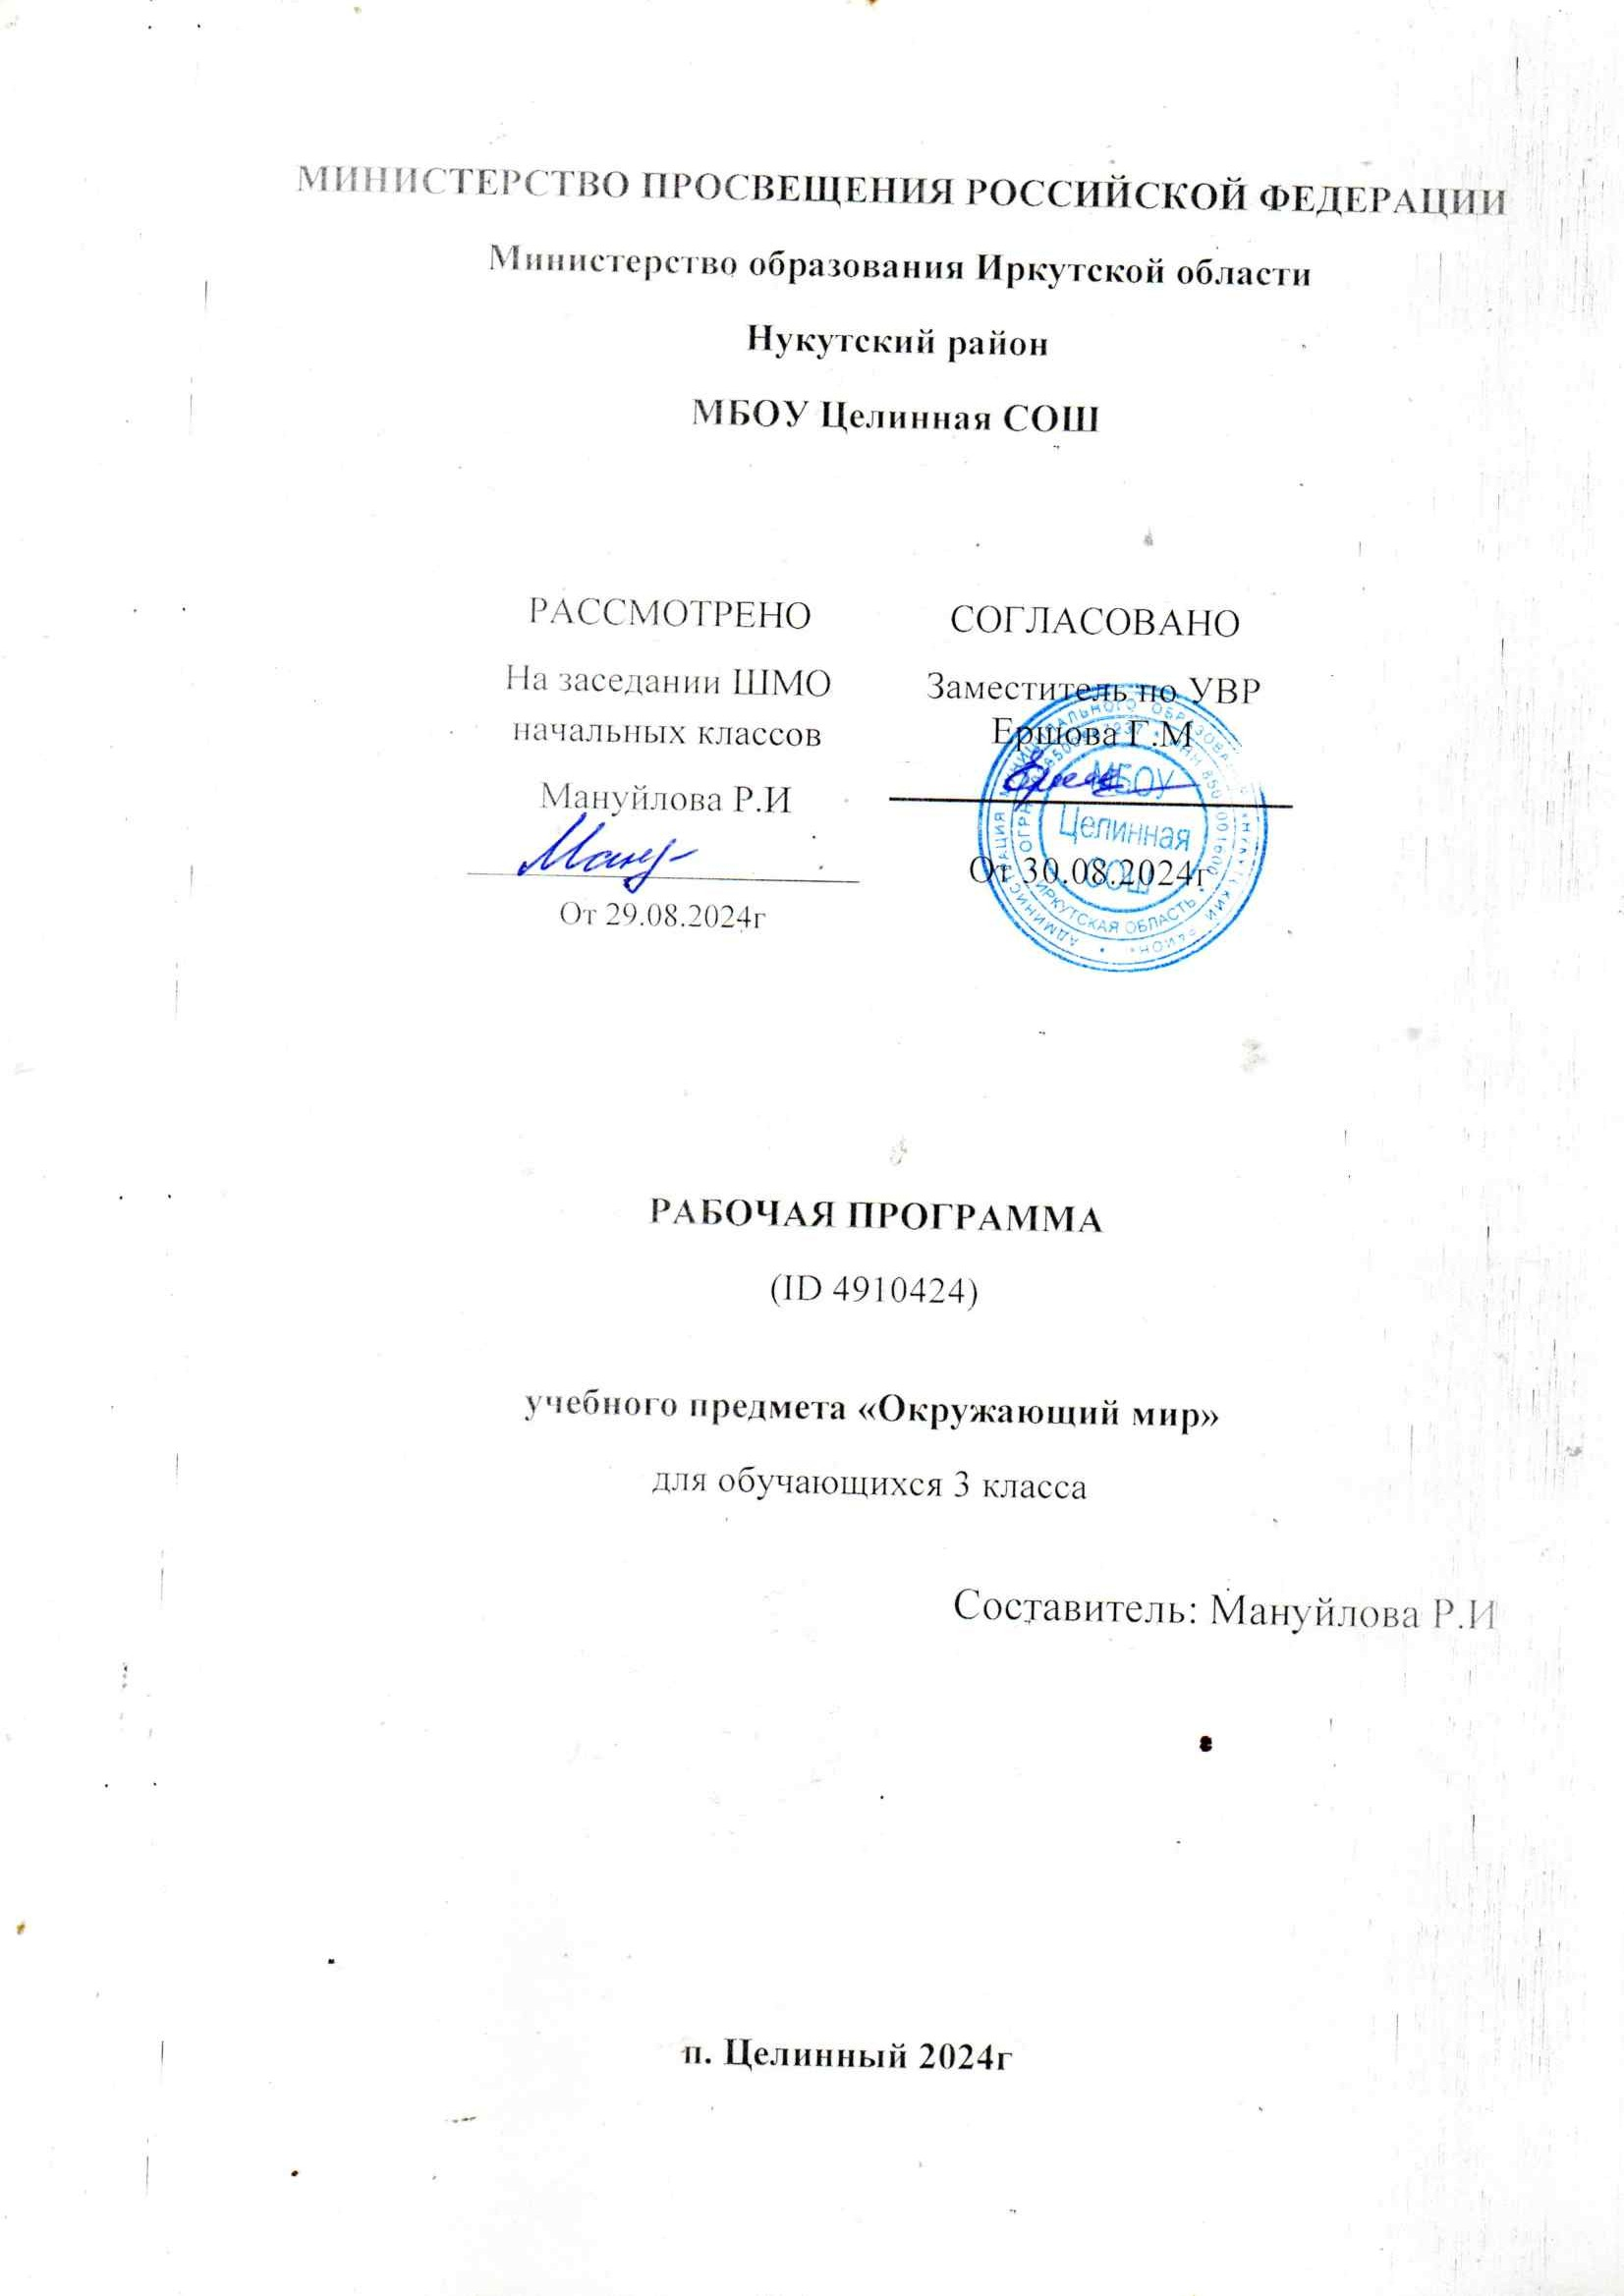 МИНИСТЕРСТВО ПРОСВЕЩЕНИЯ РОССИЙСКОЙ ФЕДЕРАЦИИ
Министерство образования Иркутской области
Нукутский район
МБОУ Целинная СОШ
РАССМОТРЕНО
На заседании ШМО
начальных классов
Мануйлова Р.И
От 29.08.2024г
СОГЛАСОВАНО
Заместитель по УВР
Ершова Г.М
От 30.08.2024г
МБОУ
Целинная
СОШ
ИРКУТСКАЯ ОБЛАСТЬ
РАБОЧАЯ ПРОГРАММА
(ID 4910424)
учебного предмета «Окружающий мир»
для обучающихся 3 класса
Составитель: Мануйлова Р.И
п. Целинный 2024г